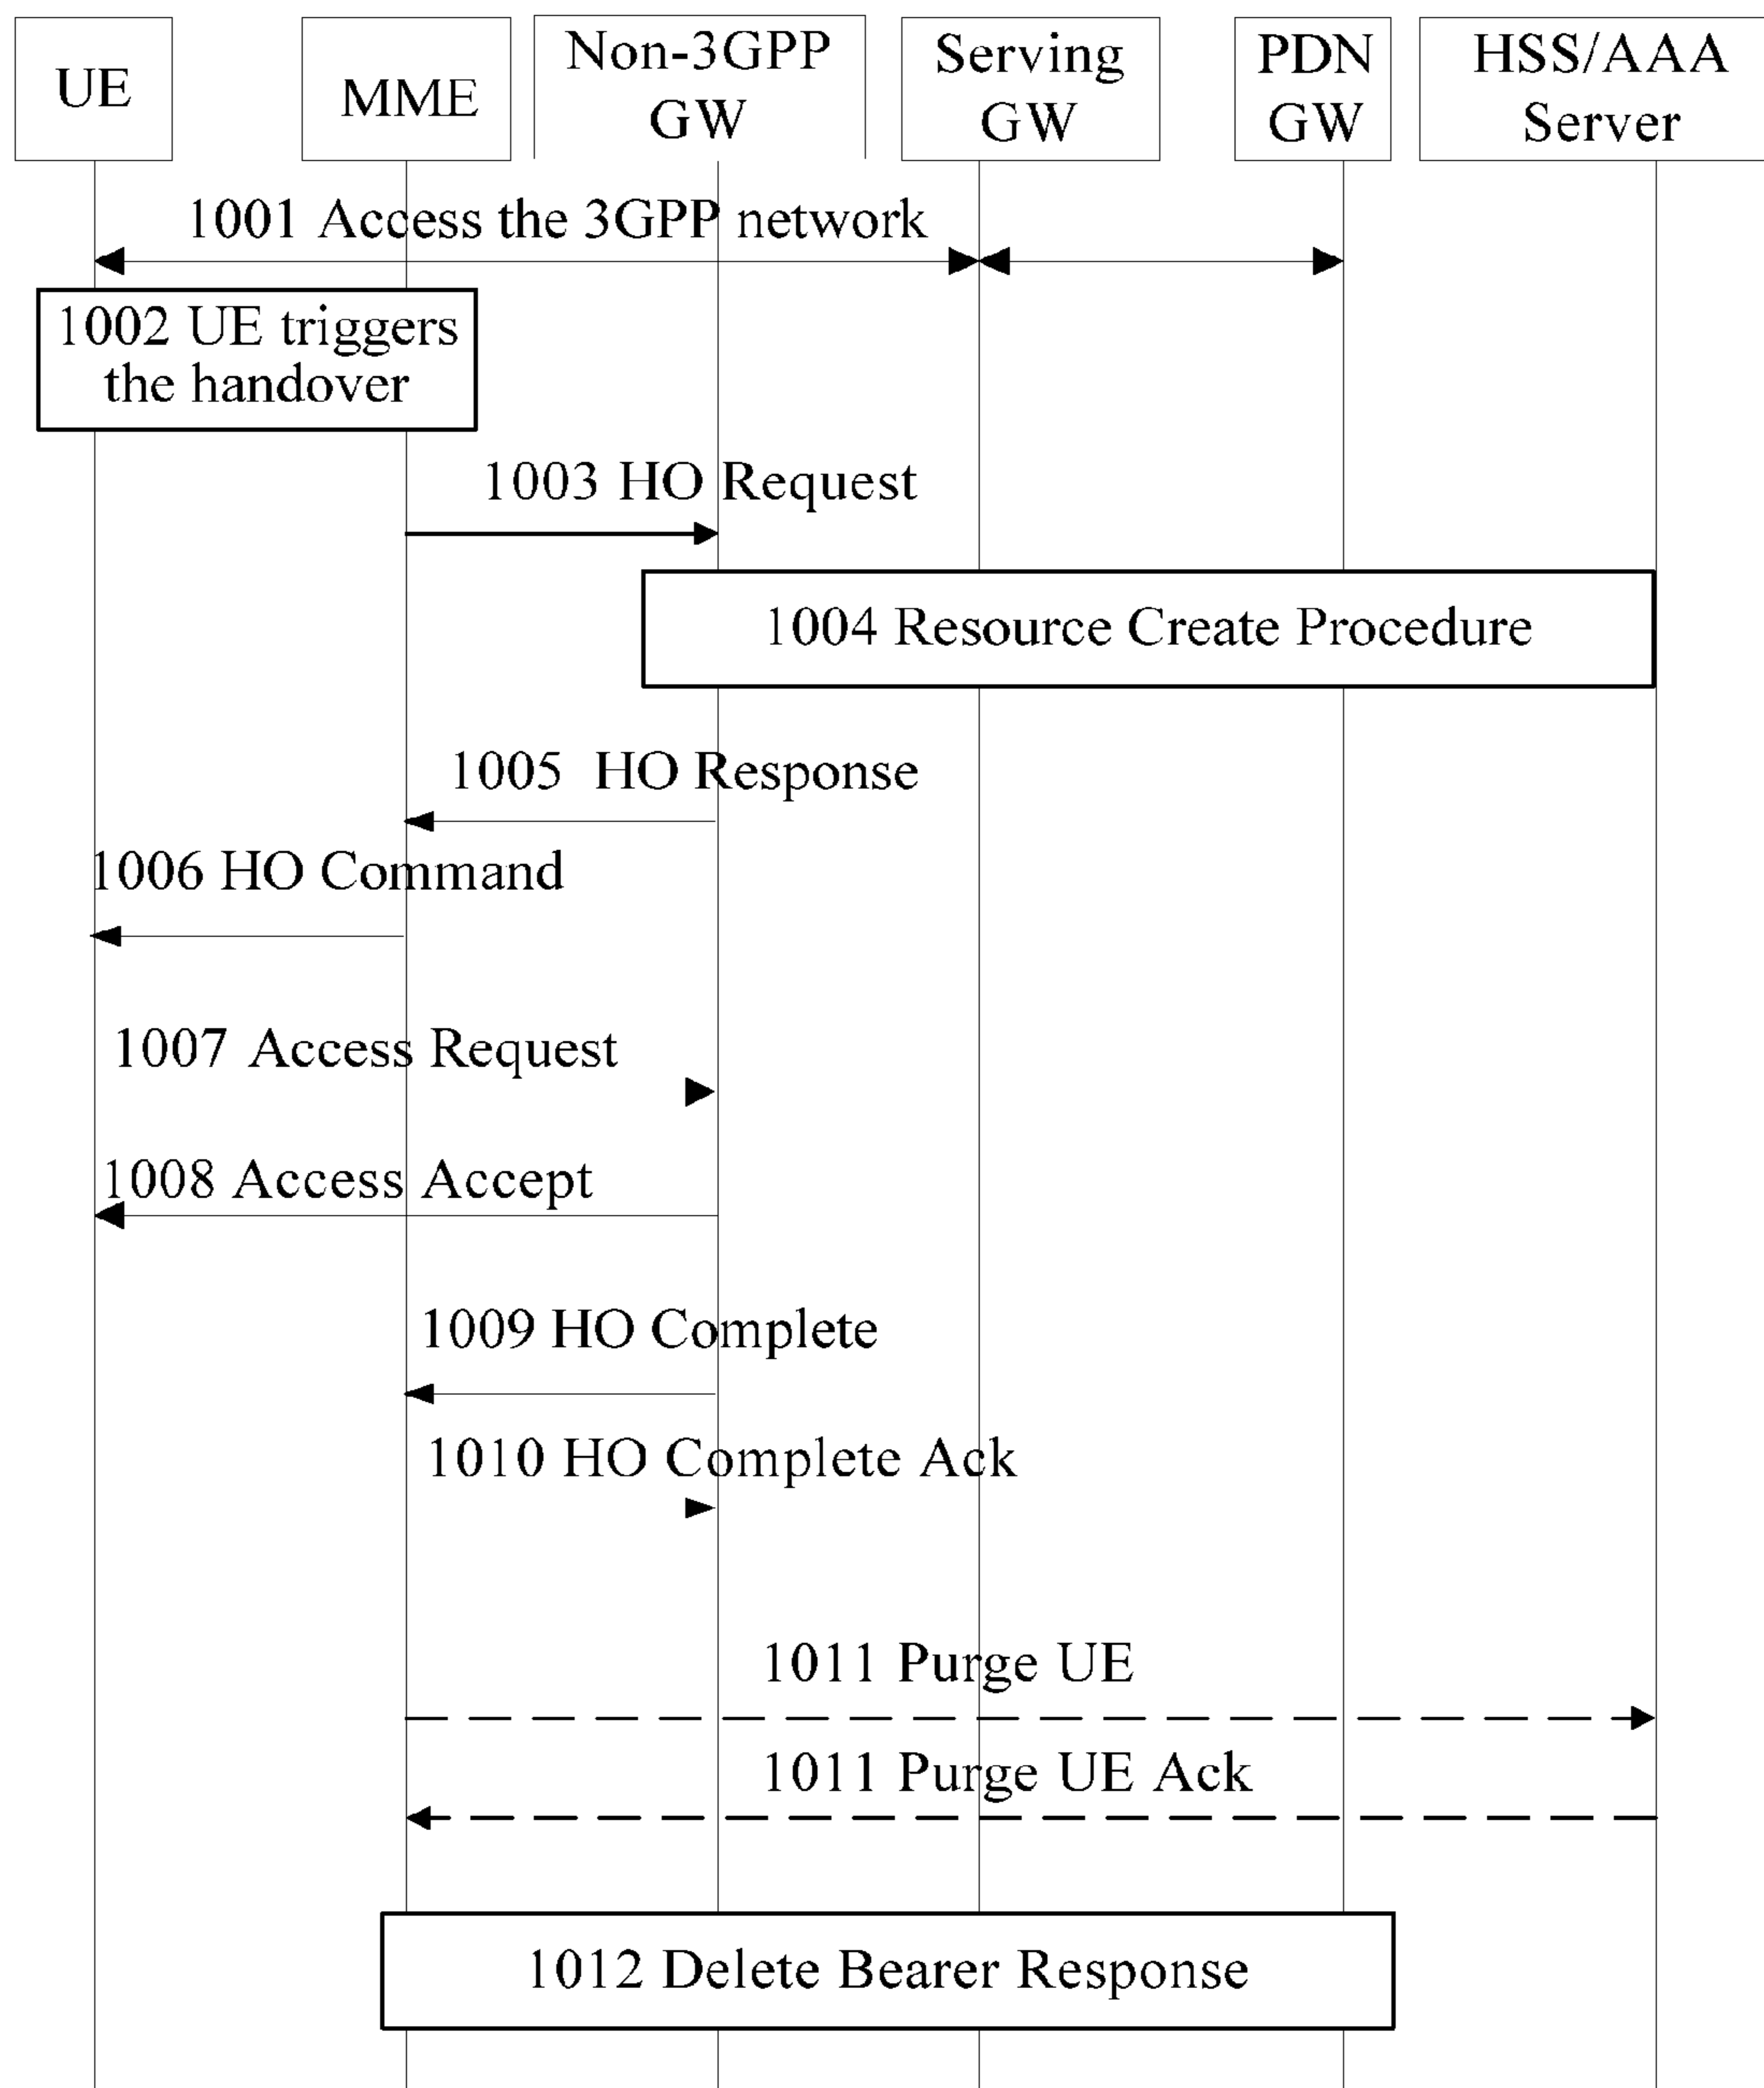 UE
MME
Non-3GPP
GW
Serving
GW
PDN
GW
HSS/AAA
Server
1001 Access the 3GPP network
1002 UE triggers
the handover
1003 HO Request
1004 Resource Create Procedure
1005 HO Response
1006 HO Command
1007 Access Request
1008 Access Accept
1009 HO Complete
1010 HO Complete Ack
1011 Purge UE
1011 Purge UE Ack
1012 Delete Bearer Response